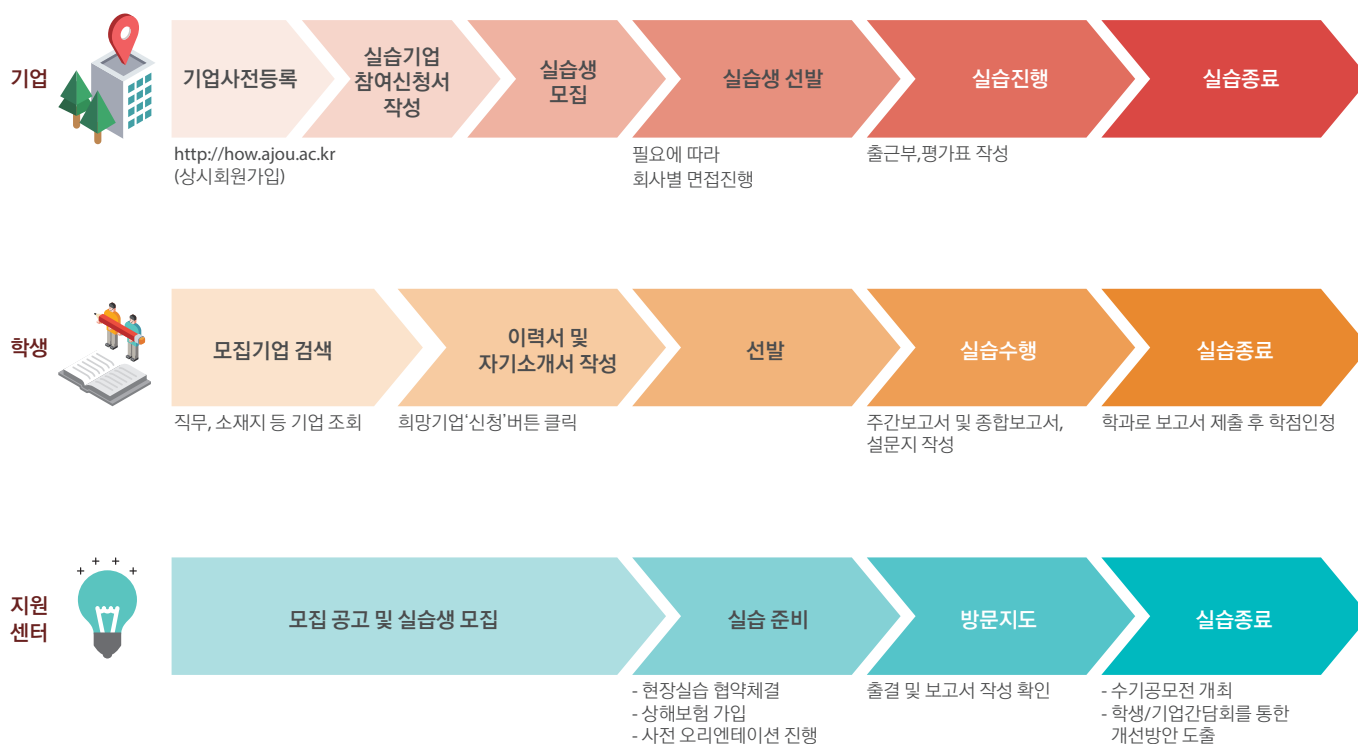 기업
기업사전등록
실습기업
참여신청서
작성
실습생
모집
실습생 선발
실습진행
실습종료
http://how.ajou.ac.kr
(상시회원가입)
필요에 따라
회사별 면접진행
출근부,평가표 작성
학생
모집기업 검색
이력서 및
자기소개서 작성
선발
실습수행
실습종료
직무, 소재지 등 기업 조회
희망기업‘신청’버튼 클릭
주간보고서 및 종합보고서,
설문지 작성
학과로 보고서 제출 후 학점인정
지원
센터
모집 공고 및 실습생 모집
실습 준비
방문지도
실습종료
- 현장실습 협약체결
- 상해보험 가입
- 사전 오리엔테이션 진행
출결 및 보고서 작성 확인
- 수기공모전 개최
- 학생/기업간담회를 통한
개선방안 도출